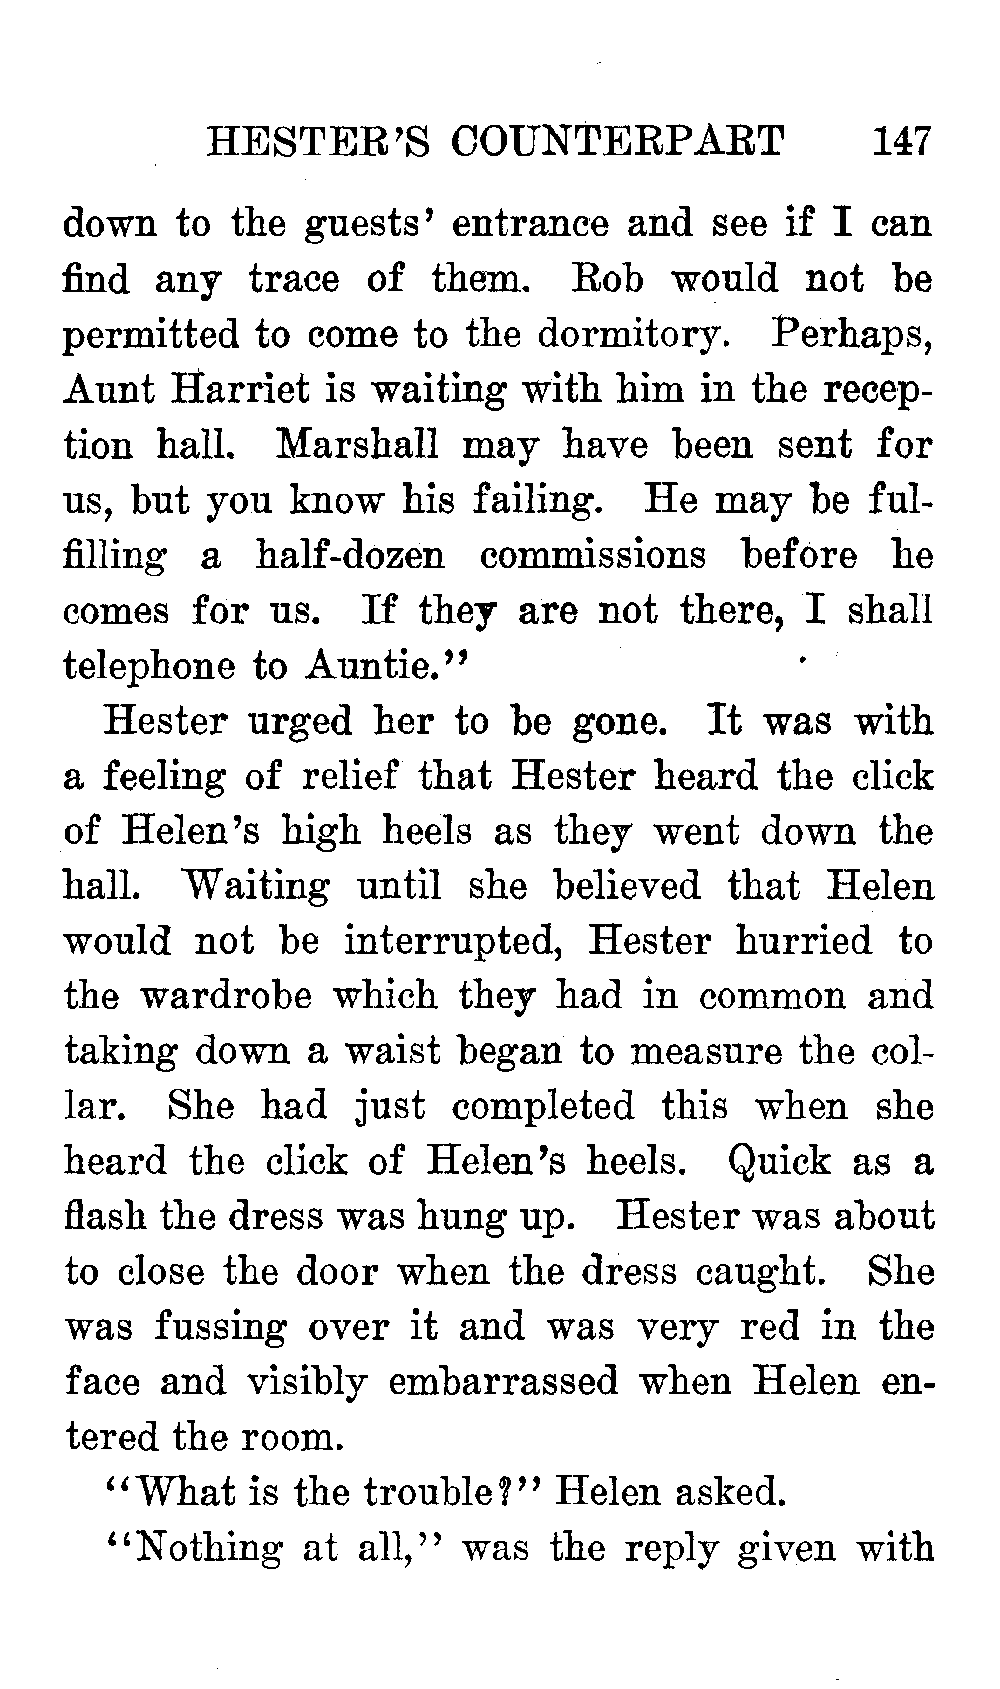 HESTER'S COUNTERPART 147
down to the guests' entrance and see if I can
find any trace of them. Rob would not be
permitted to come to the dormitory. Perhaps,
Aunt Harriet is waiting with him in the recep-
tion hall. Marshall may have been sent for
us, but you know his failing. He may be ful-
filling a half-dozen commissions before he
comes for us. If they are not there, I shall
telephone to Auntie."
Hester urged her to be gone. It was with
a feeling of relief that Hester heard the click
of Helen's high heels as they went down the
hall. Waiting until she believed that Helen
would not be interrupted, Hester hurried to
the wardrobe which they had in common and
taking down a waist began to measure the col-
lar. She had just completed this when she
heard the click of Helen's heels. Quick as a
flash the dress was hung up. Hester was about
to close the door when the dress caught. She
was fussing over it and was very red in the
face and visibly embarrassed when Helen en-
tered the room.
"What is the trouble?" Helen asked.
"Nothing at all," was the reply given with